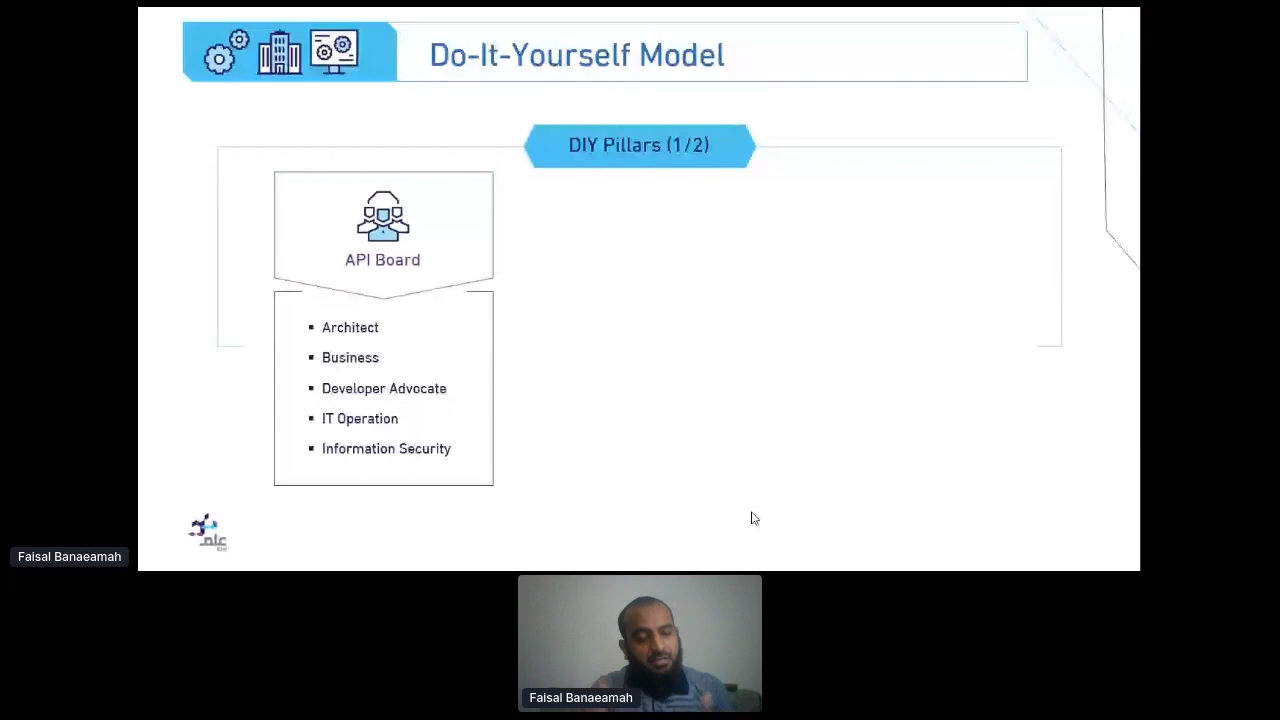 Do-It-Yourself Model
DIY Pillars (1/2)
API Board
▪ Architect
▪ Business
▪ Developer Advocate
▪ IT Operation
▪ Information Security
علم
Faisal Banaeamah
Faisal Banaeamah